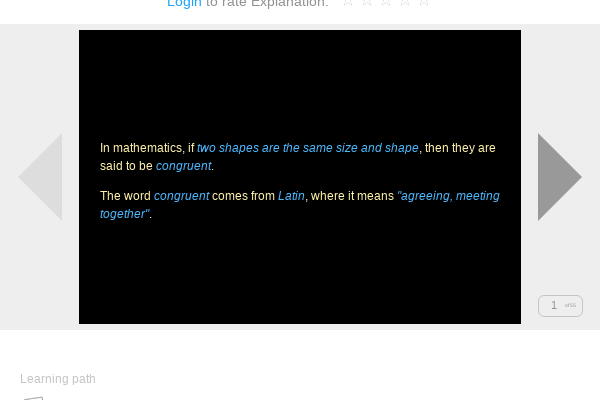 Login to rate Explanation.
In mathematics, if two shapes are the same size and shape, then they are
said to be congruent.
The word congruent comes from Latin, where it means "agreeing, meeting
together".
1
Learning path